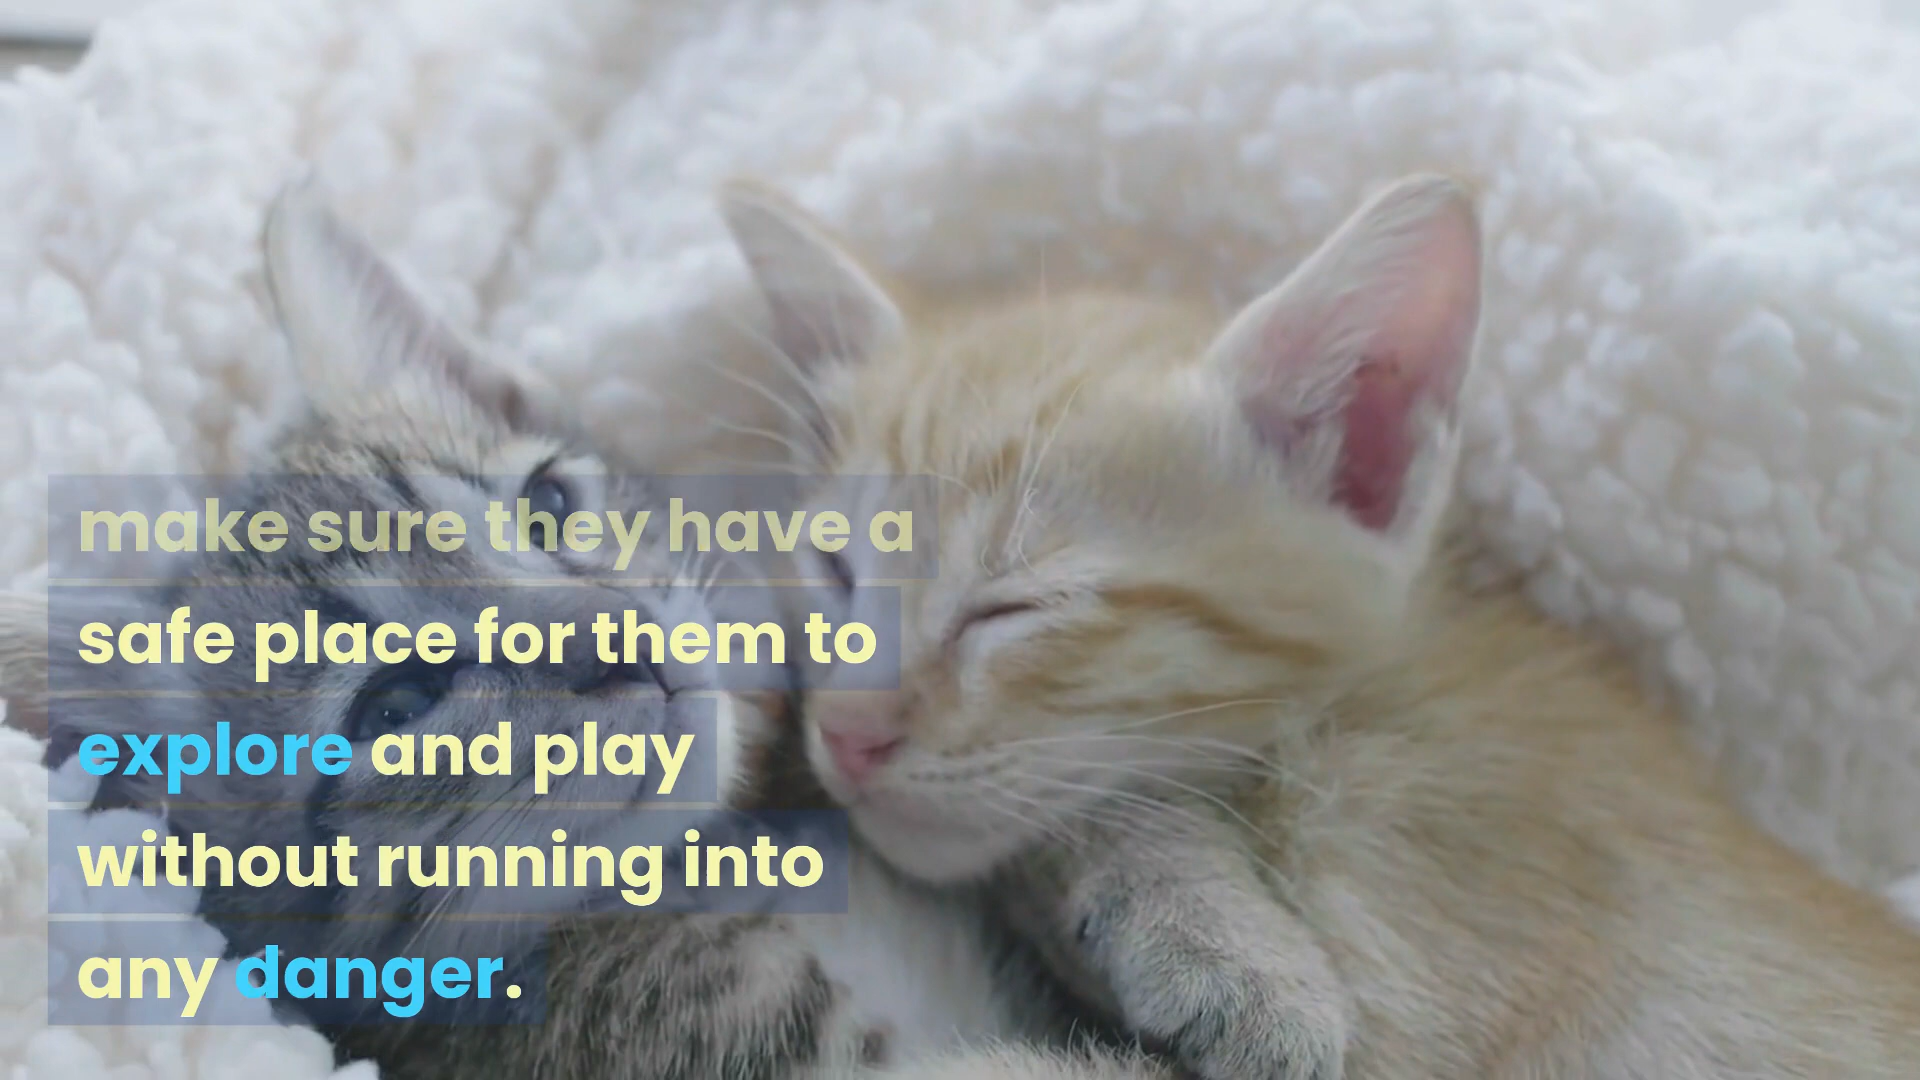 make sure they have a
safe place for them to
explore and play
without running into
any danger.